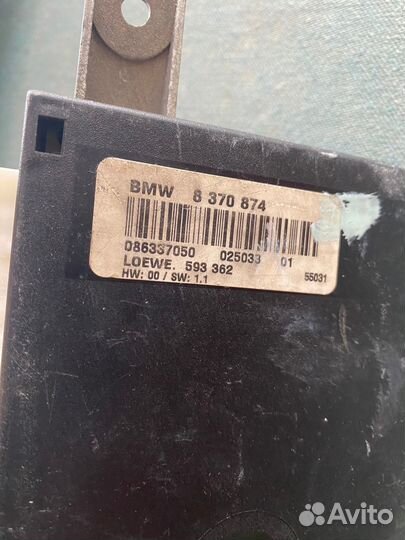 BMW 8 370 874
086337050 025033 01
LOEWE. 593 362 55031
HW: 00 / SW: 1.1
Avito